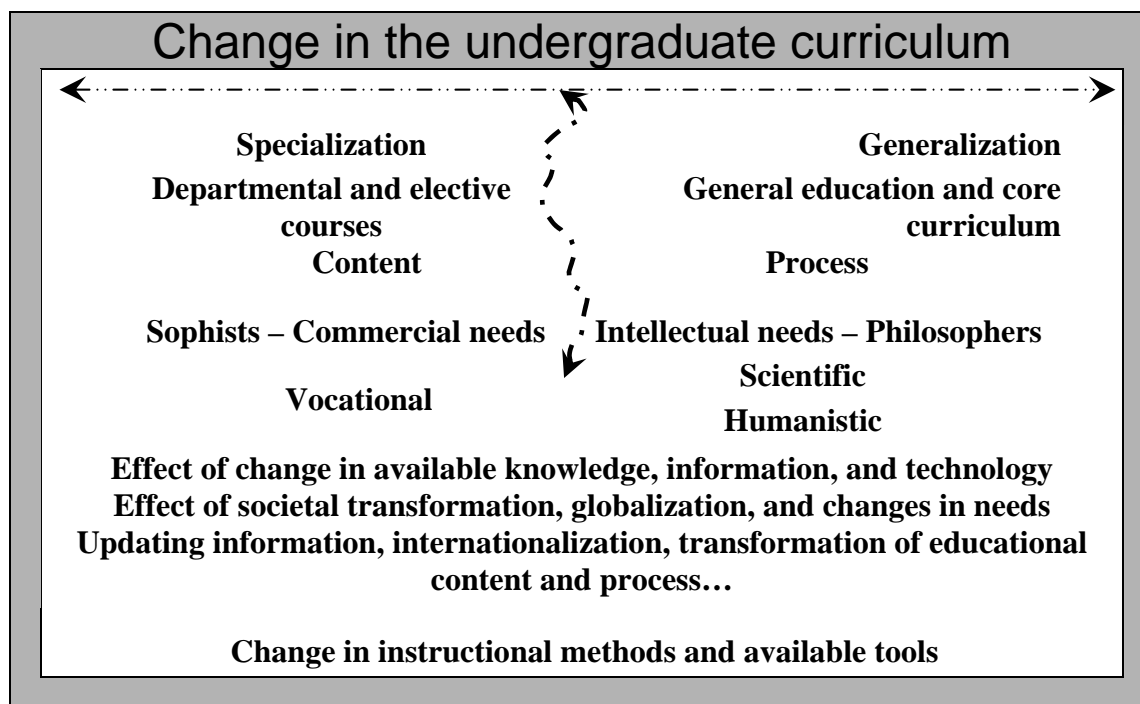 Change in the undergraduate curriculum
Specialization
Generalization
Departmental and elective
courses
General education and core
curriculum
Content
Process
Sophists – Commercial needs
Intellectual needs – Philosophers
Vocational
Scientific
Humanistic
Effect of change in available knowledge, information, and technology
Effect of societal transformation, globalization, and changes in needs
Updating information, internationalization, transformation of educational
content and process…
Change in instructional methods and available tools